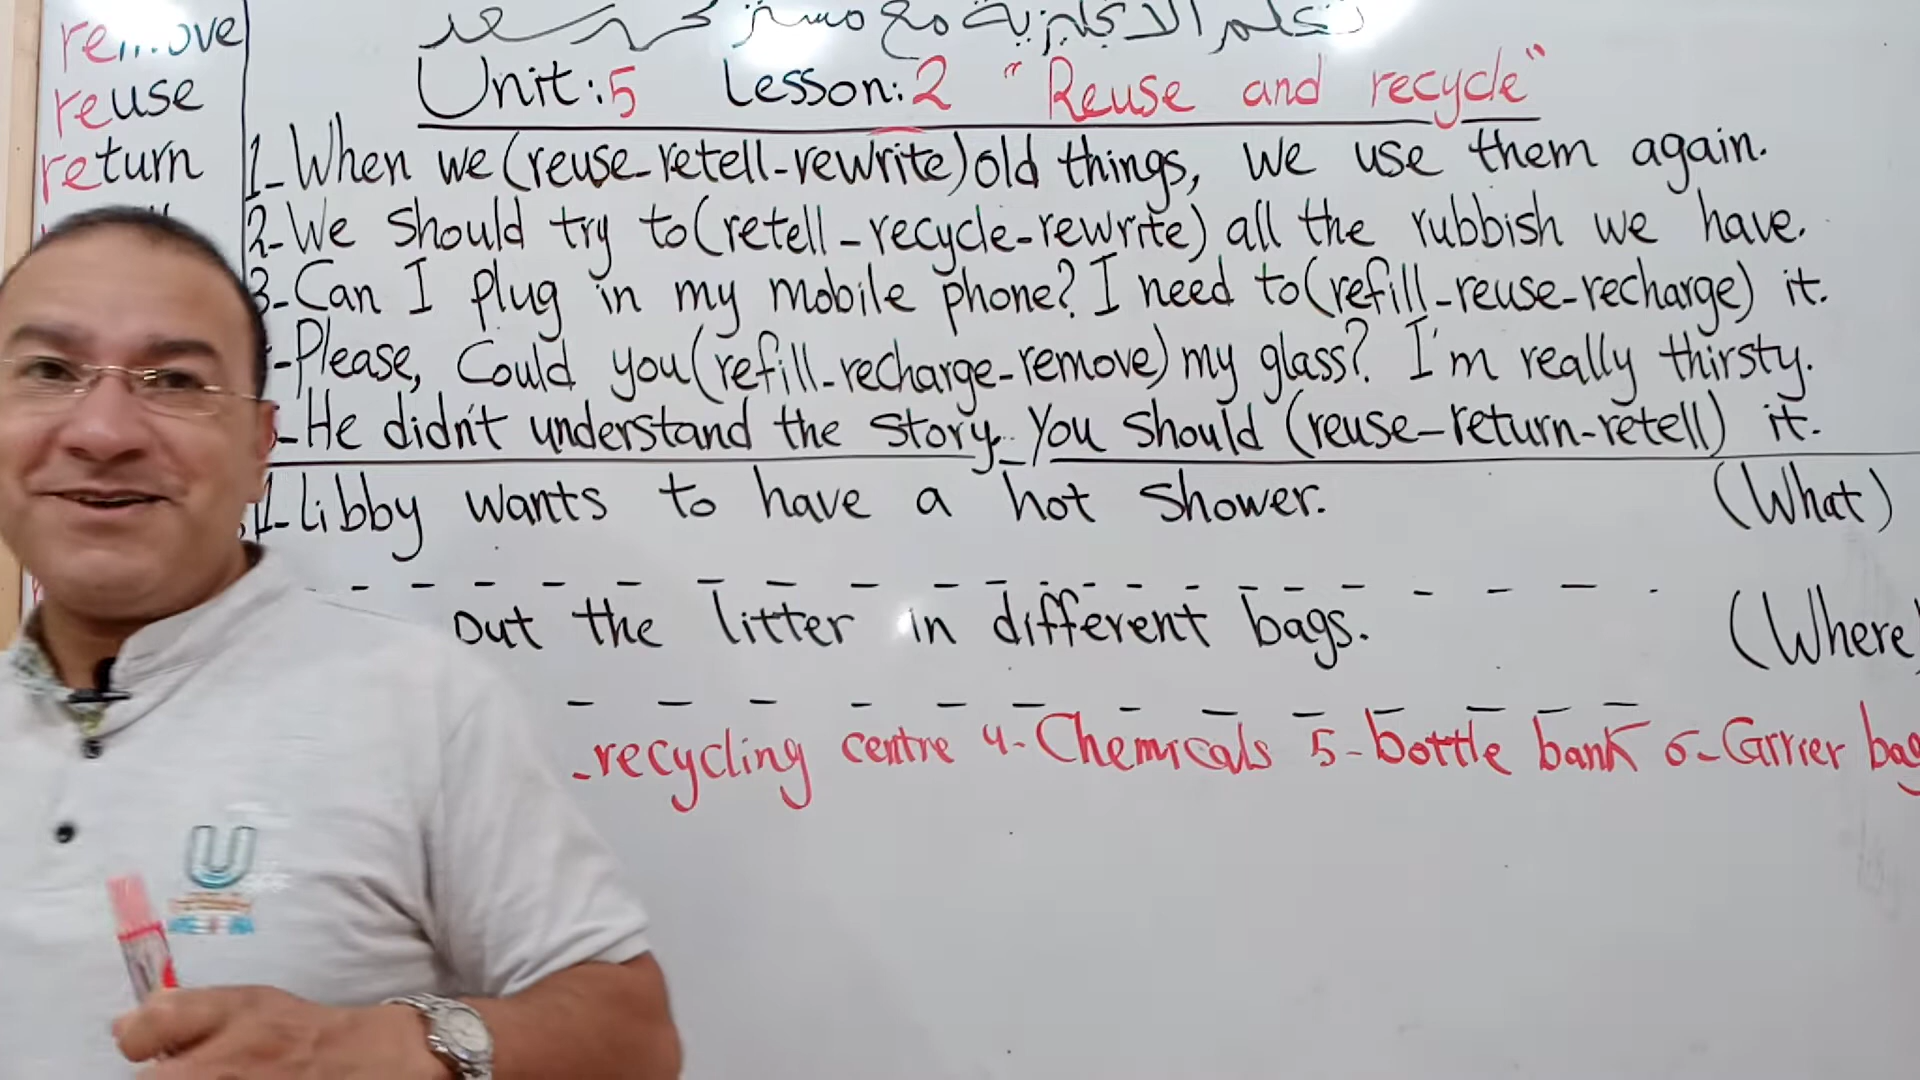 تعلم الانجليزية مع مستر محمد سعد
Unit:5 Lesson:2 "Reuse and recycle"
remove
reuse
return
1-When we (reuse-retell-rewrite) old things, we use them again.
2-We should try to (retell-recycle-rewrite) all the rubbish we have.
3-Can I plug in my mobile phone? I need to (refill-reuse-recharge) it.
-Please, Could you (refill-recharge-remove) my glass? I'm really thirsty.
-He didn't understand the story. You should (reuse-return-retell) it.
1-libby wants to have a hot shower. (What)
out the litter in different bags. (Where)
-recycling centre 4-Chemicals 5-bottle bank 6-Carrier bag
U